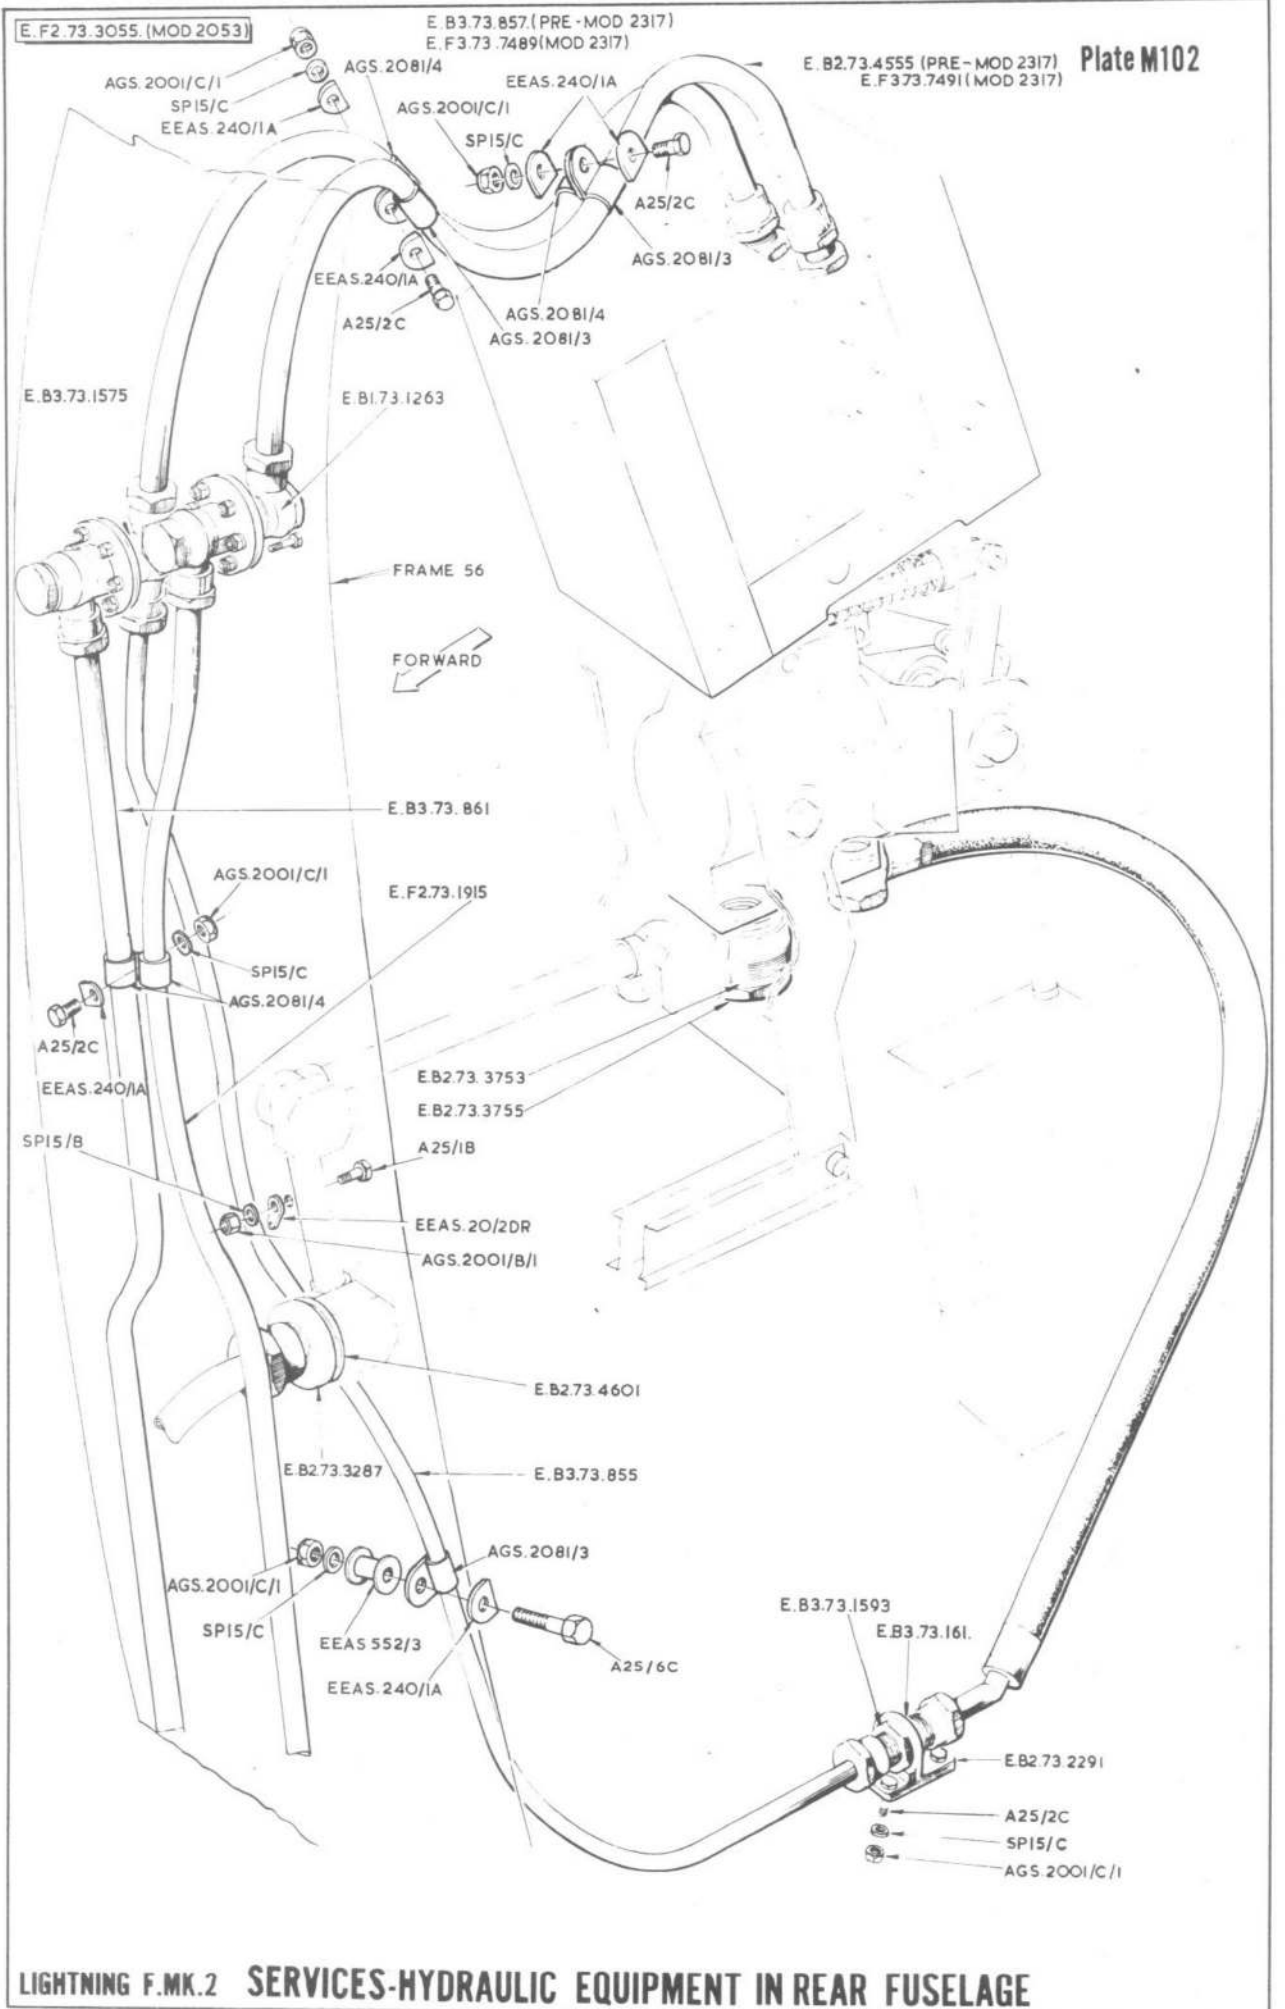 E.F2.73.3055.(MOD 2053)
E.B3.73.857.(PRE-MOD 2317)
E.F3.73.7489(MOD 2317)
E.B2.73.4555 (PRE-MOD 2317)
E.F373.7491(MOD 2317)
Plate M102
AGS.2001/C/1
SP15/C
EEAS.240/1A
AGS.2081/4
EEAS.240/1A
AGS.2001/C/1
SP15/C
A25/2C
AGS.2081/3
EEAS.240/1A
A25/2C
AGS.2081/4
AGS.2081/3
E.B3.73.1575
E.B1.73.1263
FRAME 56
FORWARD
E.B3.73.861
AGS.2001/C/1
E.F2.73.1915
SP15/C
AGS.2081/4
A25/2C
EEAS.240/1A
E.B2.73.3753
E.B2.73.3755
SP15/B
A25/1B
EEAS.20/2DR
AGS.2001/B/1
E.B2.73.4601
E.B2.73.3287
E.B3.73.855
AGS.2081/3
AGS.2001/C/1
SP15/C
EEAS 552/3
EEAS.240/1A
A25/6C
E.B3.73.1593
E.B3.73.161.
E.B2.73.2291
A25/2C
SP15/C
AGS.2001/C/1
LIGHTNING F.MK.2 SERVICES-HYDRAULIC EQUIPMENT IN REAR FUSELAGE